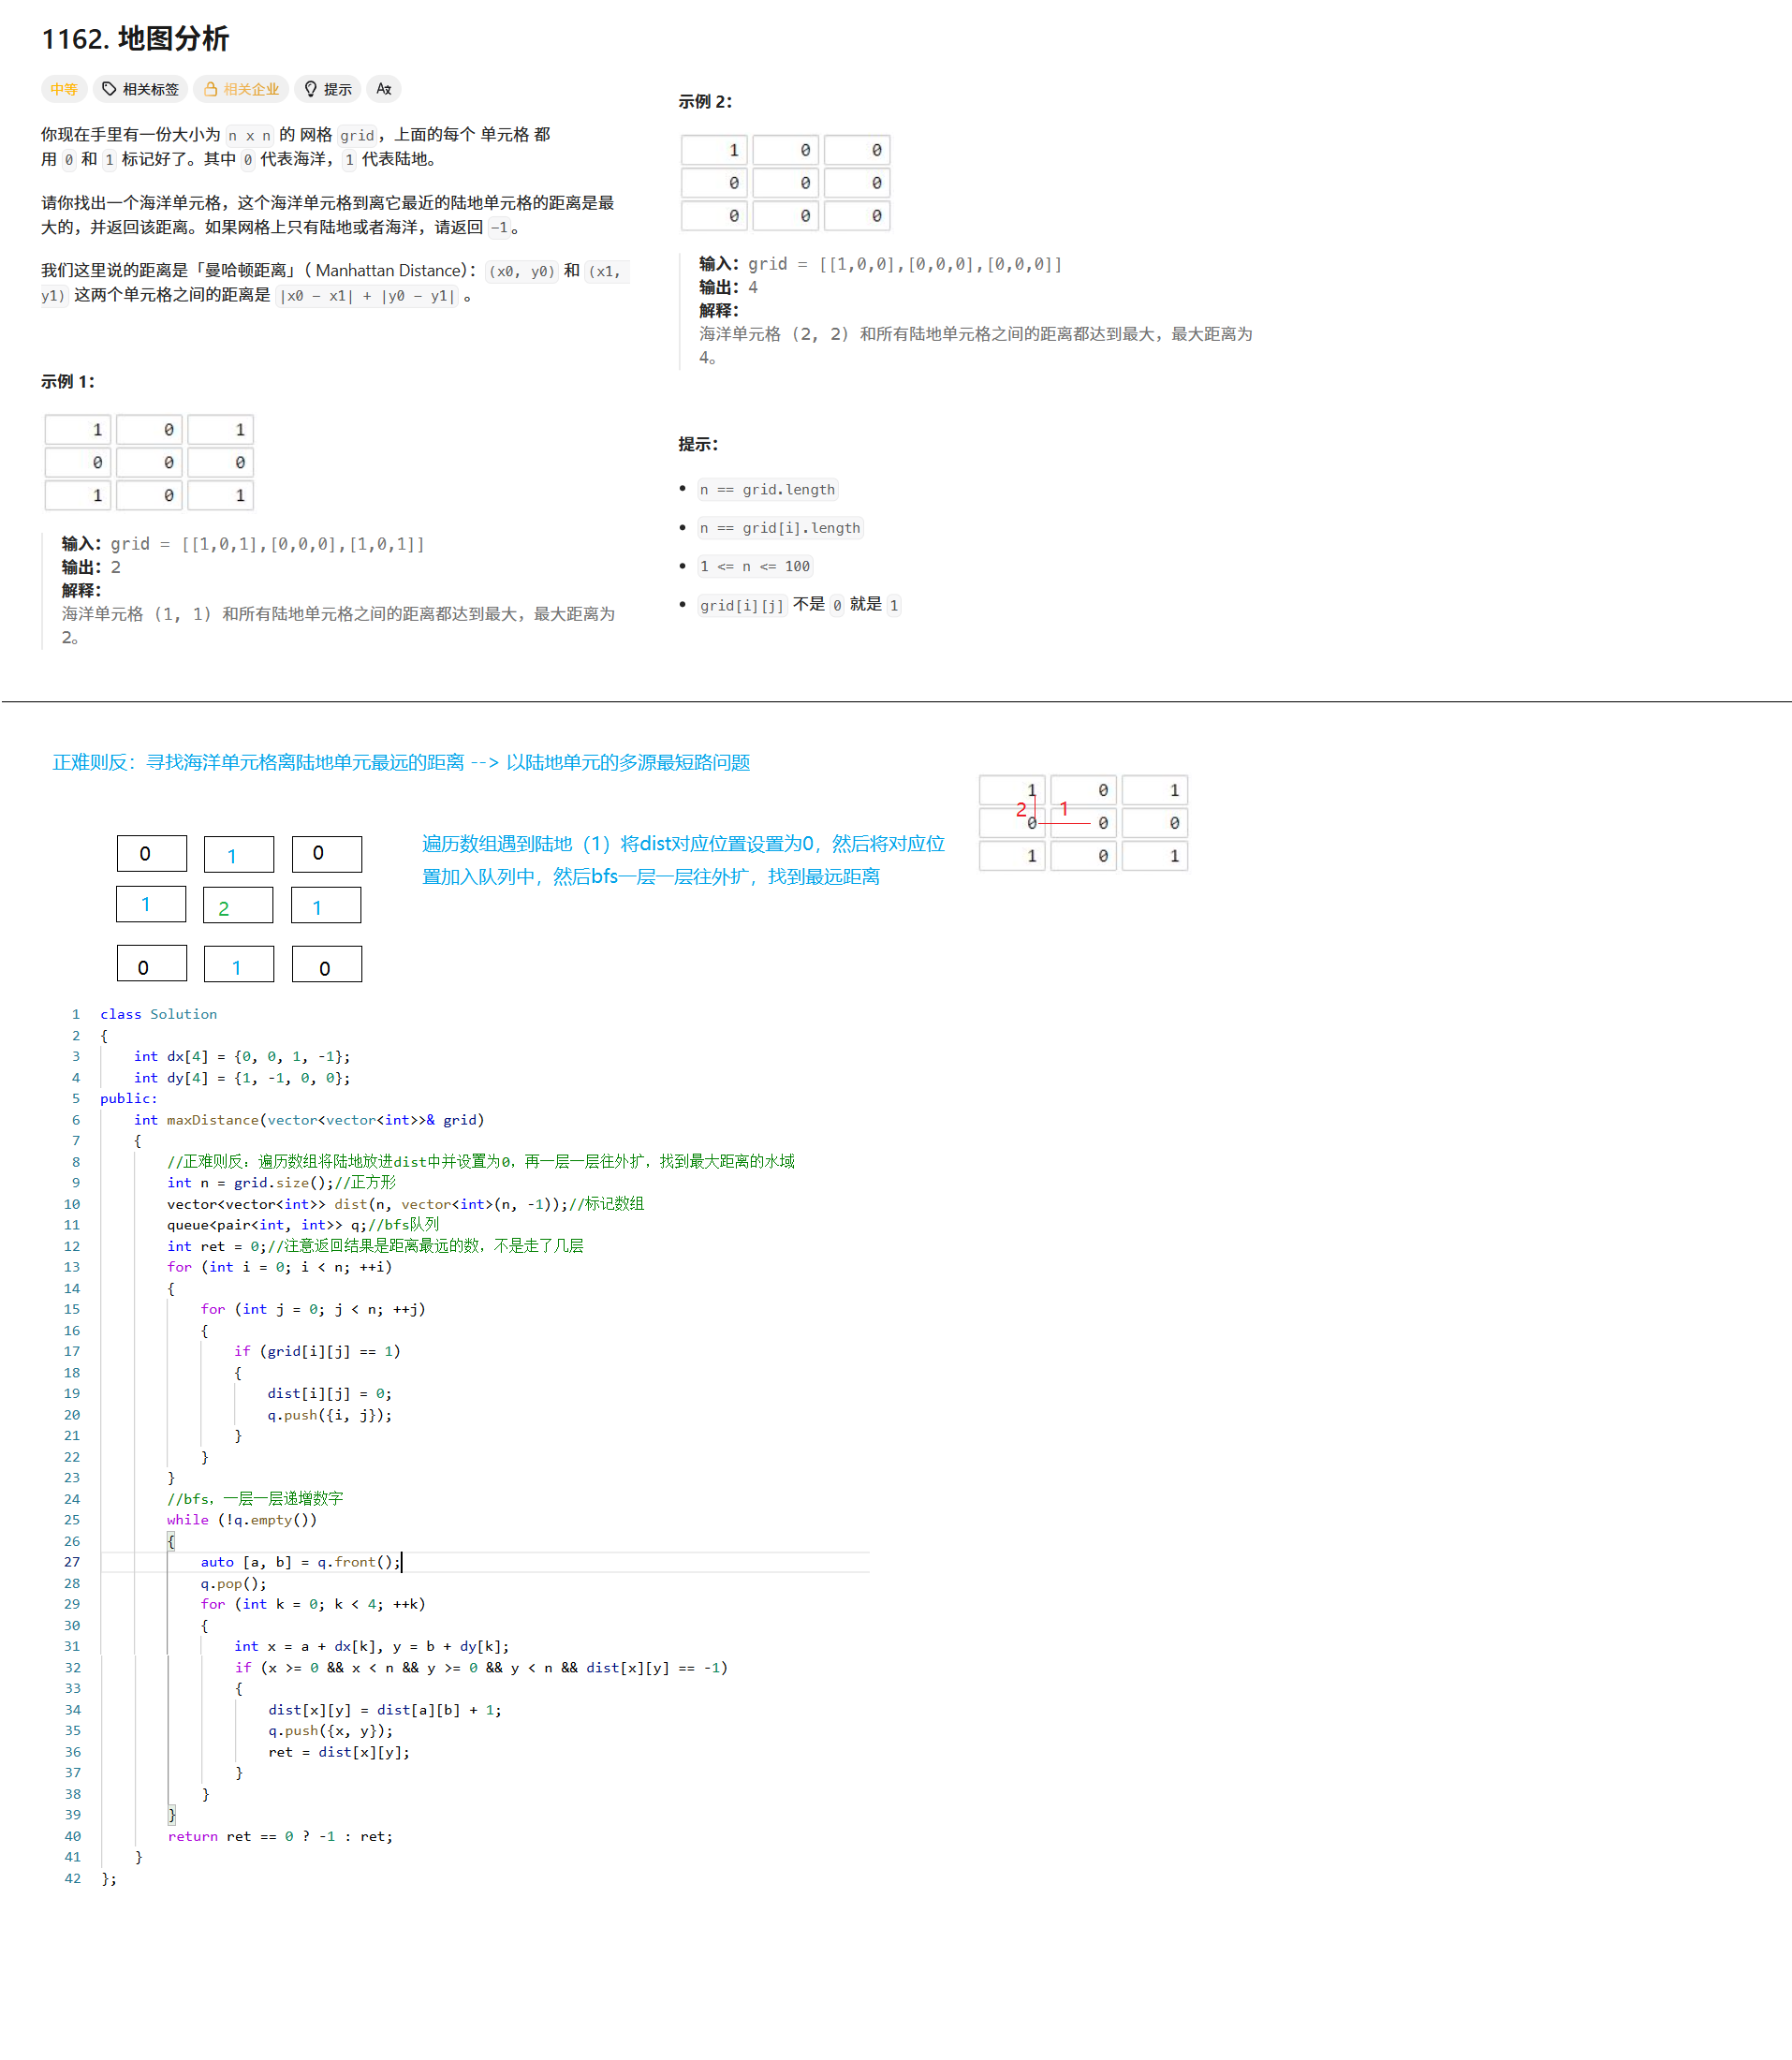 1162. 地图分析
中等 相关标签 相关企业 提示 Aあ
你现在手里有一份大小为 n x n 的 网格 grid，上面的每个 单元格 都
用 0 和 1 标记好了。其中 0 代表海洋，1 代表陆地。
请你找出一个海洋单元格，这个海洋单元格到离它最近的陆地单元格的距离是最
大的，并返回该距离。如果网格上只有陆地或者海洋，请返回 -1。
我们这里说的距离是「曼哈顿距离」（ Manhattan Distance）：(x0, y0) 和 (x1,
y1) 这两个单元格之间的距离是 |x0 - x1| + |y0 - y1| 。
示例 1：
1 0 1
0 0 0
1 0 1
输入：grid = [[1,0,1],[0,0,0],[1,0,1]]
输出：2
解释：
海洋单元格 (1, 1) 和所有陆地单元格之间的距离都达到最大，最大距离为
2。
示例 2：
1 0 0
0 0 0
0 0 0
输入：grid = [[1,0,0],[0,0,0],[0,0,0]]
输出：4
解释：
海洋单元格 (2, 2) 和所有陆地单元格之间的距离都达到最大，最大距离为
4。
提示：
• n == grid.length
• n == grid[i].length
• 1 <= n <= 100
• grid[i][j] 不是 0 就是 1
正难则反：寻找海洋单元格离陆地单元最远的距离 --> 以陆地单元的多源最短路问题
0 1 0
1 2 1
0 1 0
遍历数组遇到陆地（1）将dist对应位置设置为0，然后将对应位
置加入队列中，然后bfs一层一层往外扩，找到最远距离
1 0 1
2 1
0 0 0
1 0 1
1 class Solution
2 {
3 int dx[4] = {0, 0, 1, -1};
4 int dy[4] = {1, -1, 0, 0};
5 public:
6 int maxDistance(vector<vector<int>>& grid)
7 {
8 //正难则反：遍历数组将陆地放进dist中并设置为0，再一层一层往外扩，找到最大距离的水域
9 int n = grid.size();//正方形
10 vector<vector<int>> dist(n, vector<int>(n, -1));//标记数组
11 queue<pair<int, int>> q;//bfs队列
12 int ret = 0;//注意返回结果是距离最远的数，不是走了几层
13 for (int i = 0; i < n; ++i)
14 {
15 for (int j = 0; j < n; ++j)
16 {
17 if (grid[i][j] == 1)
18 {
19 dist[i][j] = 0;
20 q.push({i, j});
21 }
22 }
23 }
24 //bfs，一层一层递增数字
25 while (!q.empty())
26 {
27 auto [a, b] = q.front();
28 q.pop();
29 for (int k = 0; k < 4; ++k)
30 {
31 int x = a + dx[k], y = b + dy[k];
32 if (x >= 0 && x < n && y >= 0 && y < n && dist[x][y] == -1)
33 {
34 dist[x][y] = dist[a][b] + 1;
35 q.push({x, y});
36 ret = dist[x][y];
37 }
38 }
39 }
40 return ret == 0 ? -1 : ret;
41 }
42 };